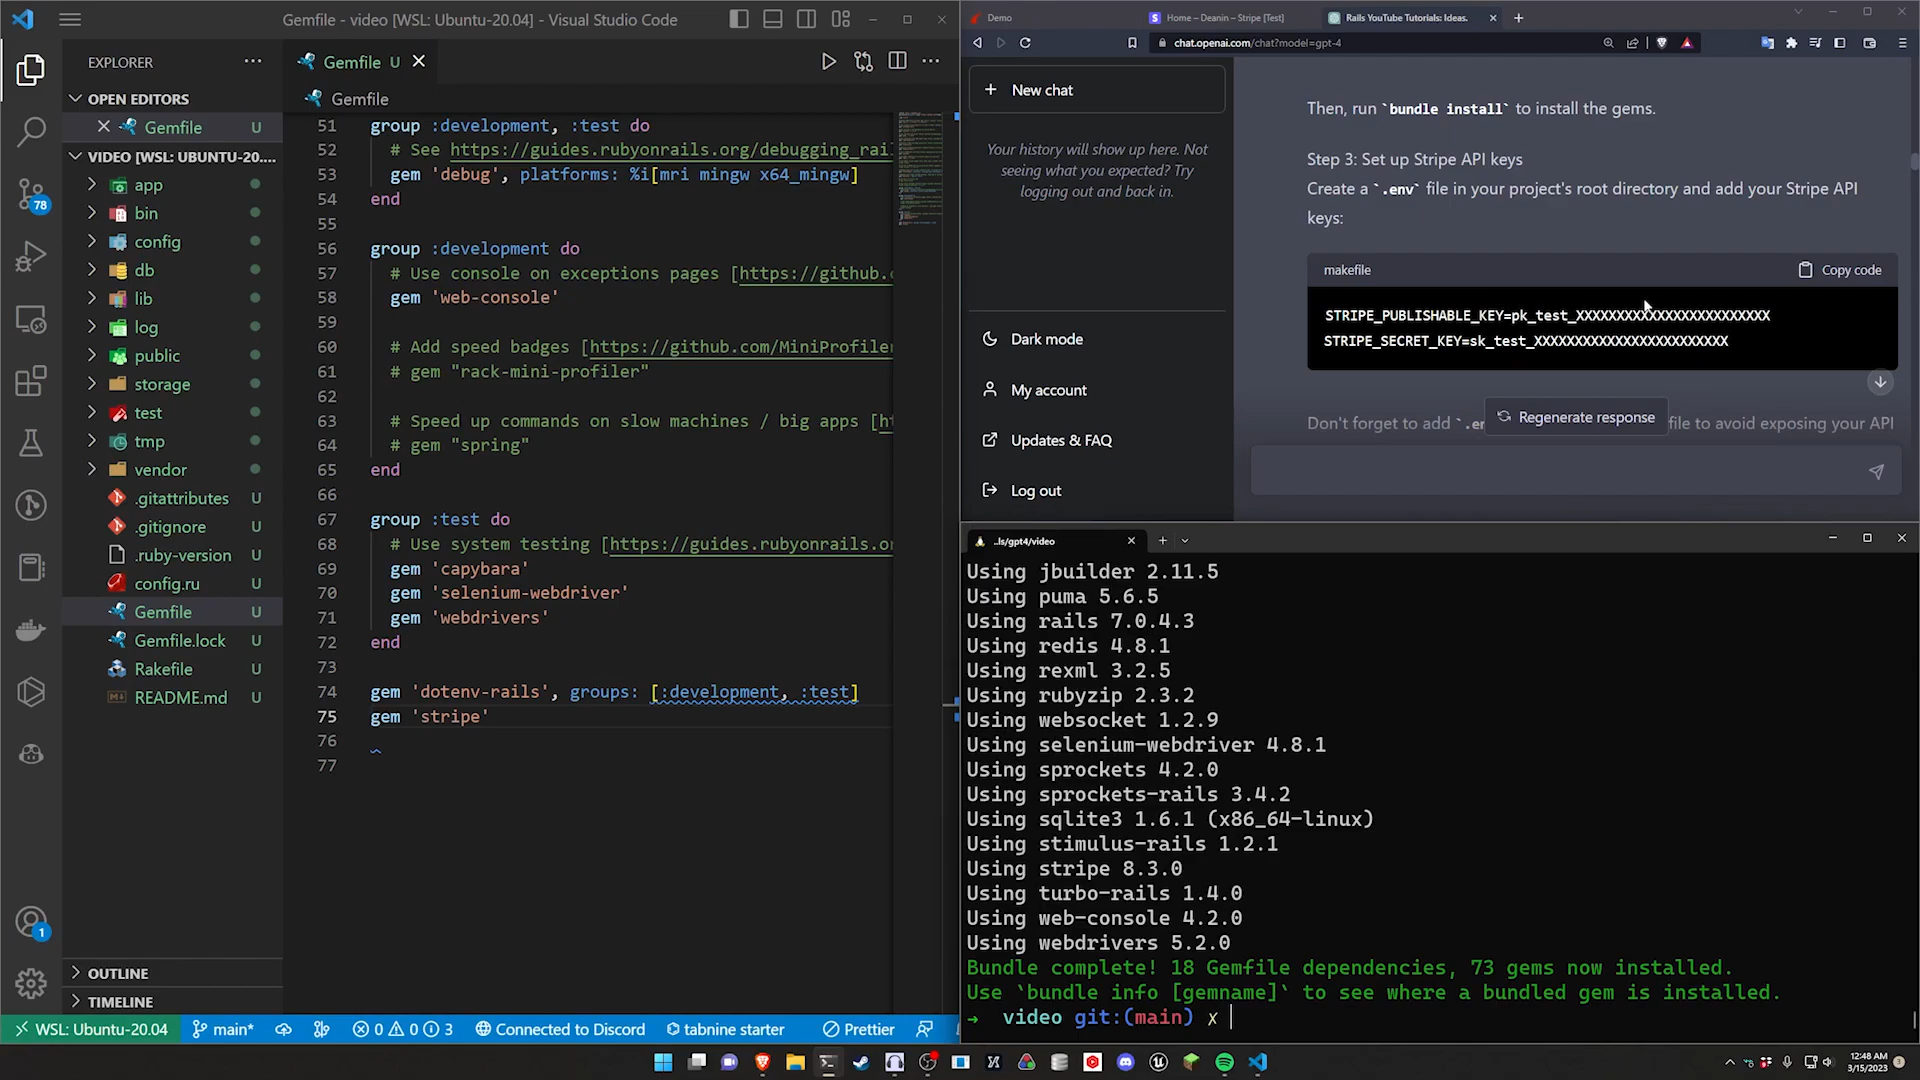 Gemfile - video [WSL: Ubuntu-20.04] - Visual Studio Code
EXPLORER
OPEN EDITORS
Gemfile U
VIDEO [WSL: UBUNTU-20....
app
bin
config
db
lib
log
public
storage
test
tmp
vendor
.gitattributes U
.gitignore U
.ruby-version U
config.ru U
Gemfile U
Gemfile.lock U
Rakefile U
README.md U
OUTLINE
TIMELINE
78
1
Gemfile U
Gemfile
51 group :development, :test do
52 # See https://guides.rubyonrails.org/debugging_rai
53 gem 'debug', platforms: %i[mri mingw x64_mingw]
54 end
55
56 group :development do
57 # Use console on exceptions pages [https://github.
58 gem 'web-console'
59
60 # Add speed badges [https://github.com/MiniProfiler
61 # gem "rack-mini-profiler"
62
63 # Speed up commands on slow machines / big apps [ht
64 # gem "spring"
65 end
66
67 group :test do
68 # Use system testing [https://guides.rubyonrails.or
69 gem 'capybara'
70 gem 'selenium-webdriver'
71 gem 'webdrivers'
72 end
73
74 gem 'dotenv-rails', groups: [:development, :test]
75 gem 'stripe'
76
77
WSL: Ubuntu-20.04 main* 0 0 3 Connected to Discord tabnine starter Prettier
Demo
Home – Deanin – Stripe [Test]
Rails YouTube Tutorials: Ideas.
chat.openai.com/chat?model=gpt-4
New chat
Your history will show up here. Not
seeing what you expected? Try
logging out and back in.
Dark mode
My account
Updates & FAQ
Log out
Then, run `bundle install` to install the gems.
Step 3: Set up Stripe API keys
Create a `.env` file in your project's root directory and add your Stripe API
keys:
makefile Copy code
STRIPE_PUBLISHABLE_KEY=pk_test_XXXXXXXXXXXXXXXXXXXXXXXX
STRIPE_SECRET_KEY=sk_test_XXXXXXXXXXXXXXXXXXXXXXXX
Don't forget to add `.en file to avoid exposing your API
Regenerate response
..ls/gpt4/video
Using jbuilder 2.11.5
Using puma 5.6.5
Using rails 7.0.4.3
Using redis 4.8.1
Using rexml 3.2.5
Using rubyzip 2.3.2
Using websocket 1.2.9
Using selenium-webdriver 4.8.1
Using sprockets 4.2.0
Using sprockets-rails 3.4.2
Using sqlite3 1.6.1 (x86_64-linux)
Using stimulus-rails 1.2.1
Using stripe 8.3.0
Using turbo-rails 1.4.0
Using web-console 4.2.0
Using webdrivers 5.2.0
Bundle complete! 18 Gemfile dependencies, 73 gems now installed.
Use `bundle info [gemname]` to see where a bundled gem is installed.
→ video git:(main) ✗
12:48 AM
3/15/2023